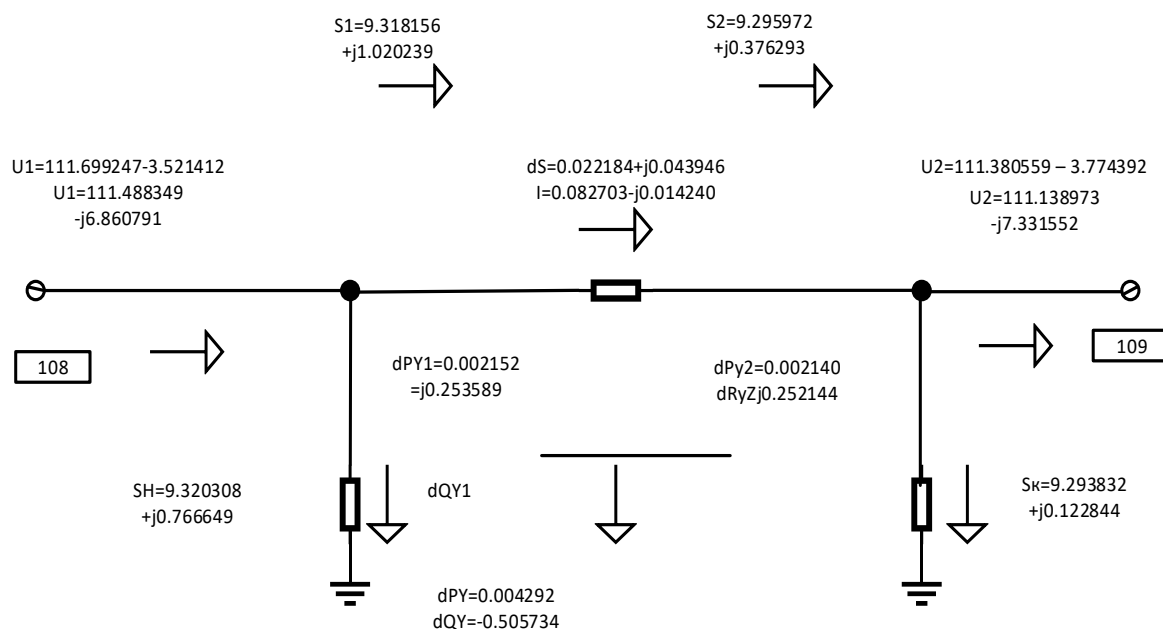 S1=9.318156
+j1.020239
S2=9.295972
+j0.376293
U1=111.699247-3.521412
U1=111.488349
-j6.860791
dS=0.022184+j0.043946
I=0.082703-j0.014240
U2=111.380559 – 3.774392
U2=111.138973
-j7.331552
108
dPY1=0.002152
=j0.253589
dPy2=0.002140
dRyZj0.252144
109
SH=9.320308
+j0.766649
dQY1
Sк=9.293832
+j0.122844
dPY=0.004292
dQY=-0.505734